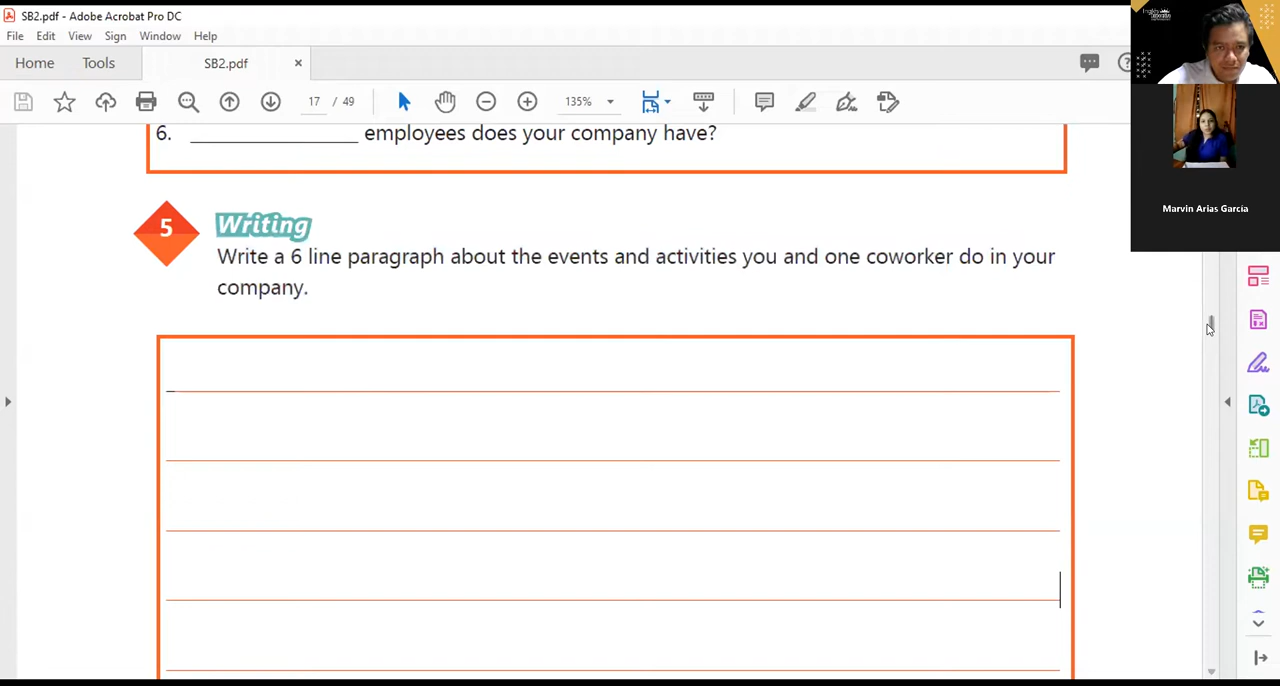 SB2.pdf - Adobe Acrobat Pro DC
File Edit View Sign Window Help
Home Tools SB2.pdf ×
17 / 49 135%
6. ______________ employees does your company have?
5 Writing
Write a 6 line paragraph about the events and activities you and one coworker do in your
company.
Marvin Arias García